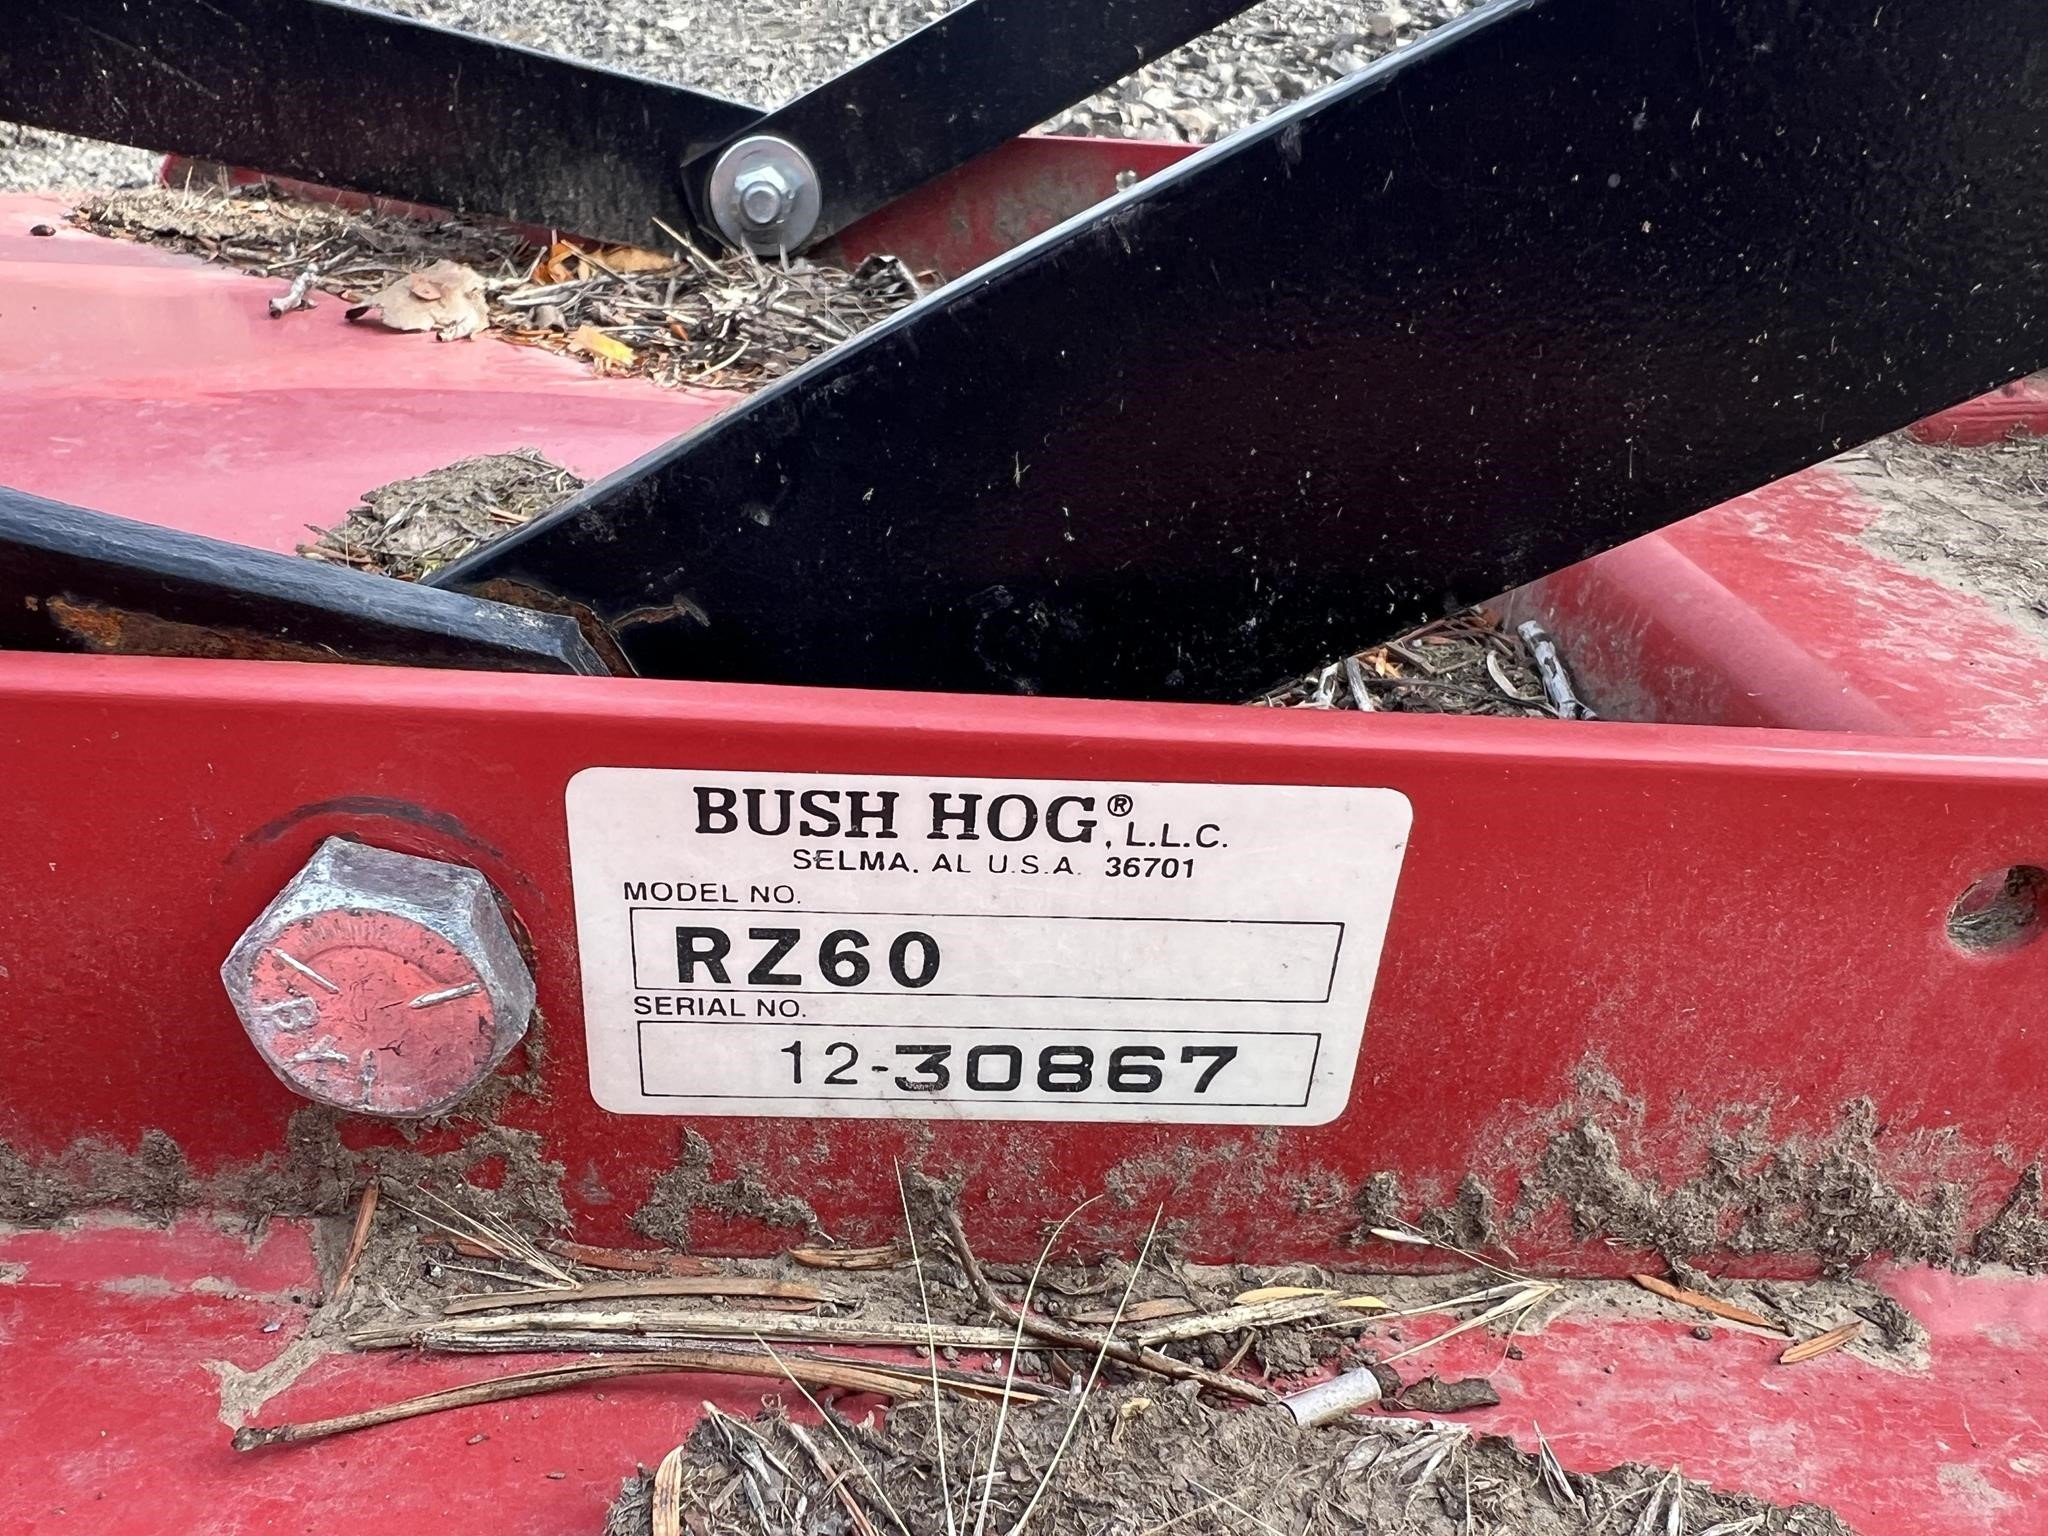 BUSH HOG®, L.L.C.
SELMA, AL U.S.A. 36701
MODEL NO.
RZ60
SERIAL NO.
12-30867